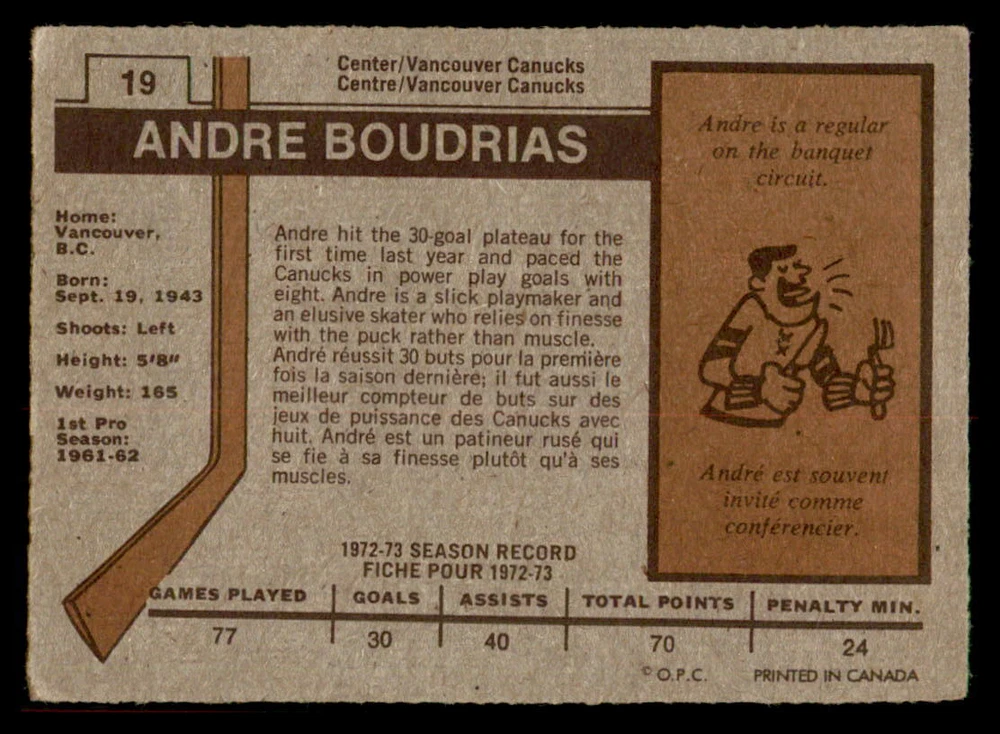 19
Center/Vancouver Canucks
Centre/Vancouver Canucks
ANDRE BOUDRIAS
Home:
Vancouver,
B.C.
Born:
Sept. 19, 1943
Shoots: Left
Height: 5'8"
Weight: 165
1st Pro
Season:
1961-62
Andre hit the 30-goal plateau for the
first time last year and paced the
Canucks in power play goals with
eight. Andre is a slick playmaker and
an elusive skater who relies on finesse
with the puck rather than muscle.
André réussit 30 buts pour la première
fois la saison dernière; il fut aussi le
meilleur compteur de buts sur des
jeux de puissance des Canucks avec
huit. André est un patineur rusé qui
se fie à sa finesse plutôt qu'à ses
muscles.
Andre is a regular
on the banquet
circuit.
André est souvent
invité comme
conférencier.
1972-73 SEASON RECORD
FICHE POUR 1972-73
GAMES PLAYED GOALS ASSISTS TOTAL POINTS PENALTY MIN.
77 30 40 70 24
© O.P.C. PRINTED IN CANADA